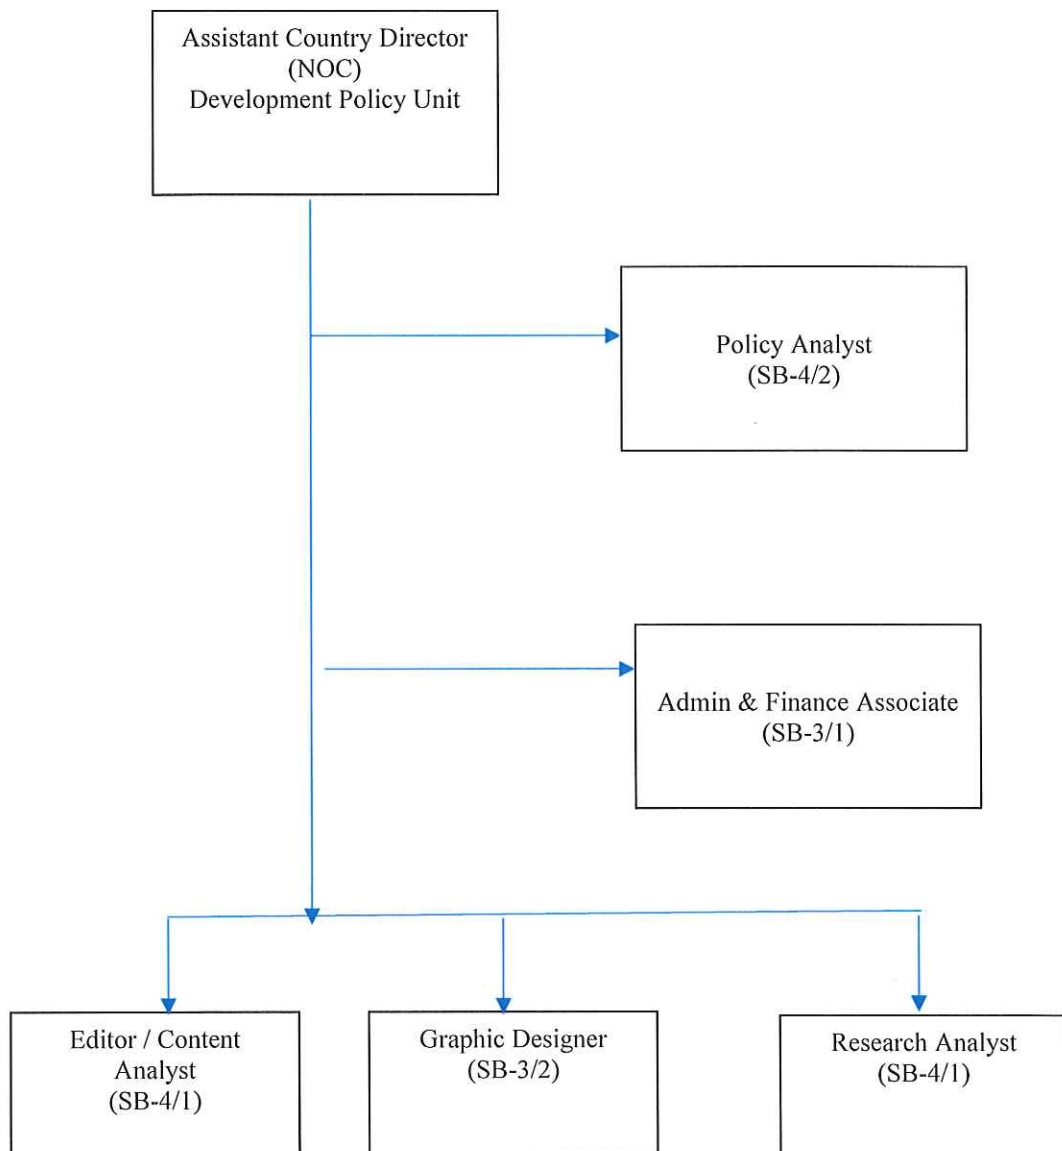 Assistant Country Director
(NOC)
Development Policy Unit
Policy Analyst
(SB-4/2)
Admin & Finance Associate
(SB-3/1)
Editor / Content
Analyst
(SB-4/1)
Graphic Designer
(SB-3/2)
Research Analyst
(SB-4/1)